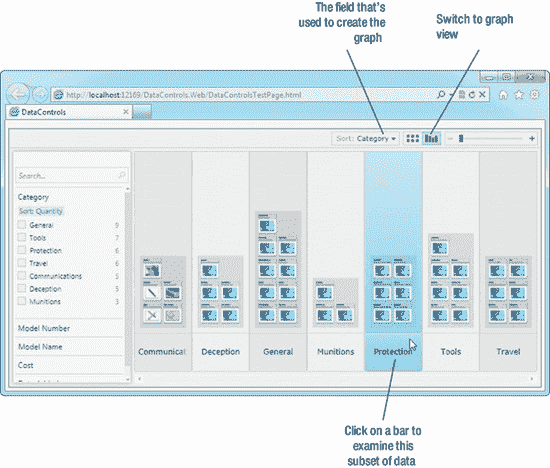 The field that's
used to create the
graph
Switch to graph
view
http://localhost:12169/DataControls.Web/DataControlsTestPage.html
DataControls
Sort: Category
Search...
Category
Sort: Quantity
General 9
Tools 7
Protection 6
Travel 6
Communications 5
Deception 5
Munitions 3
Model Number
Model Name
Cost
Communical
Deception
General
Munitions
Protection
Tools
Travel
Click on a bar to
examine this
subset of data